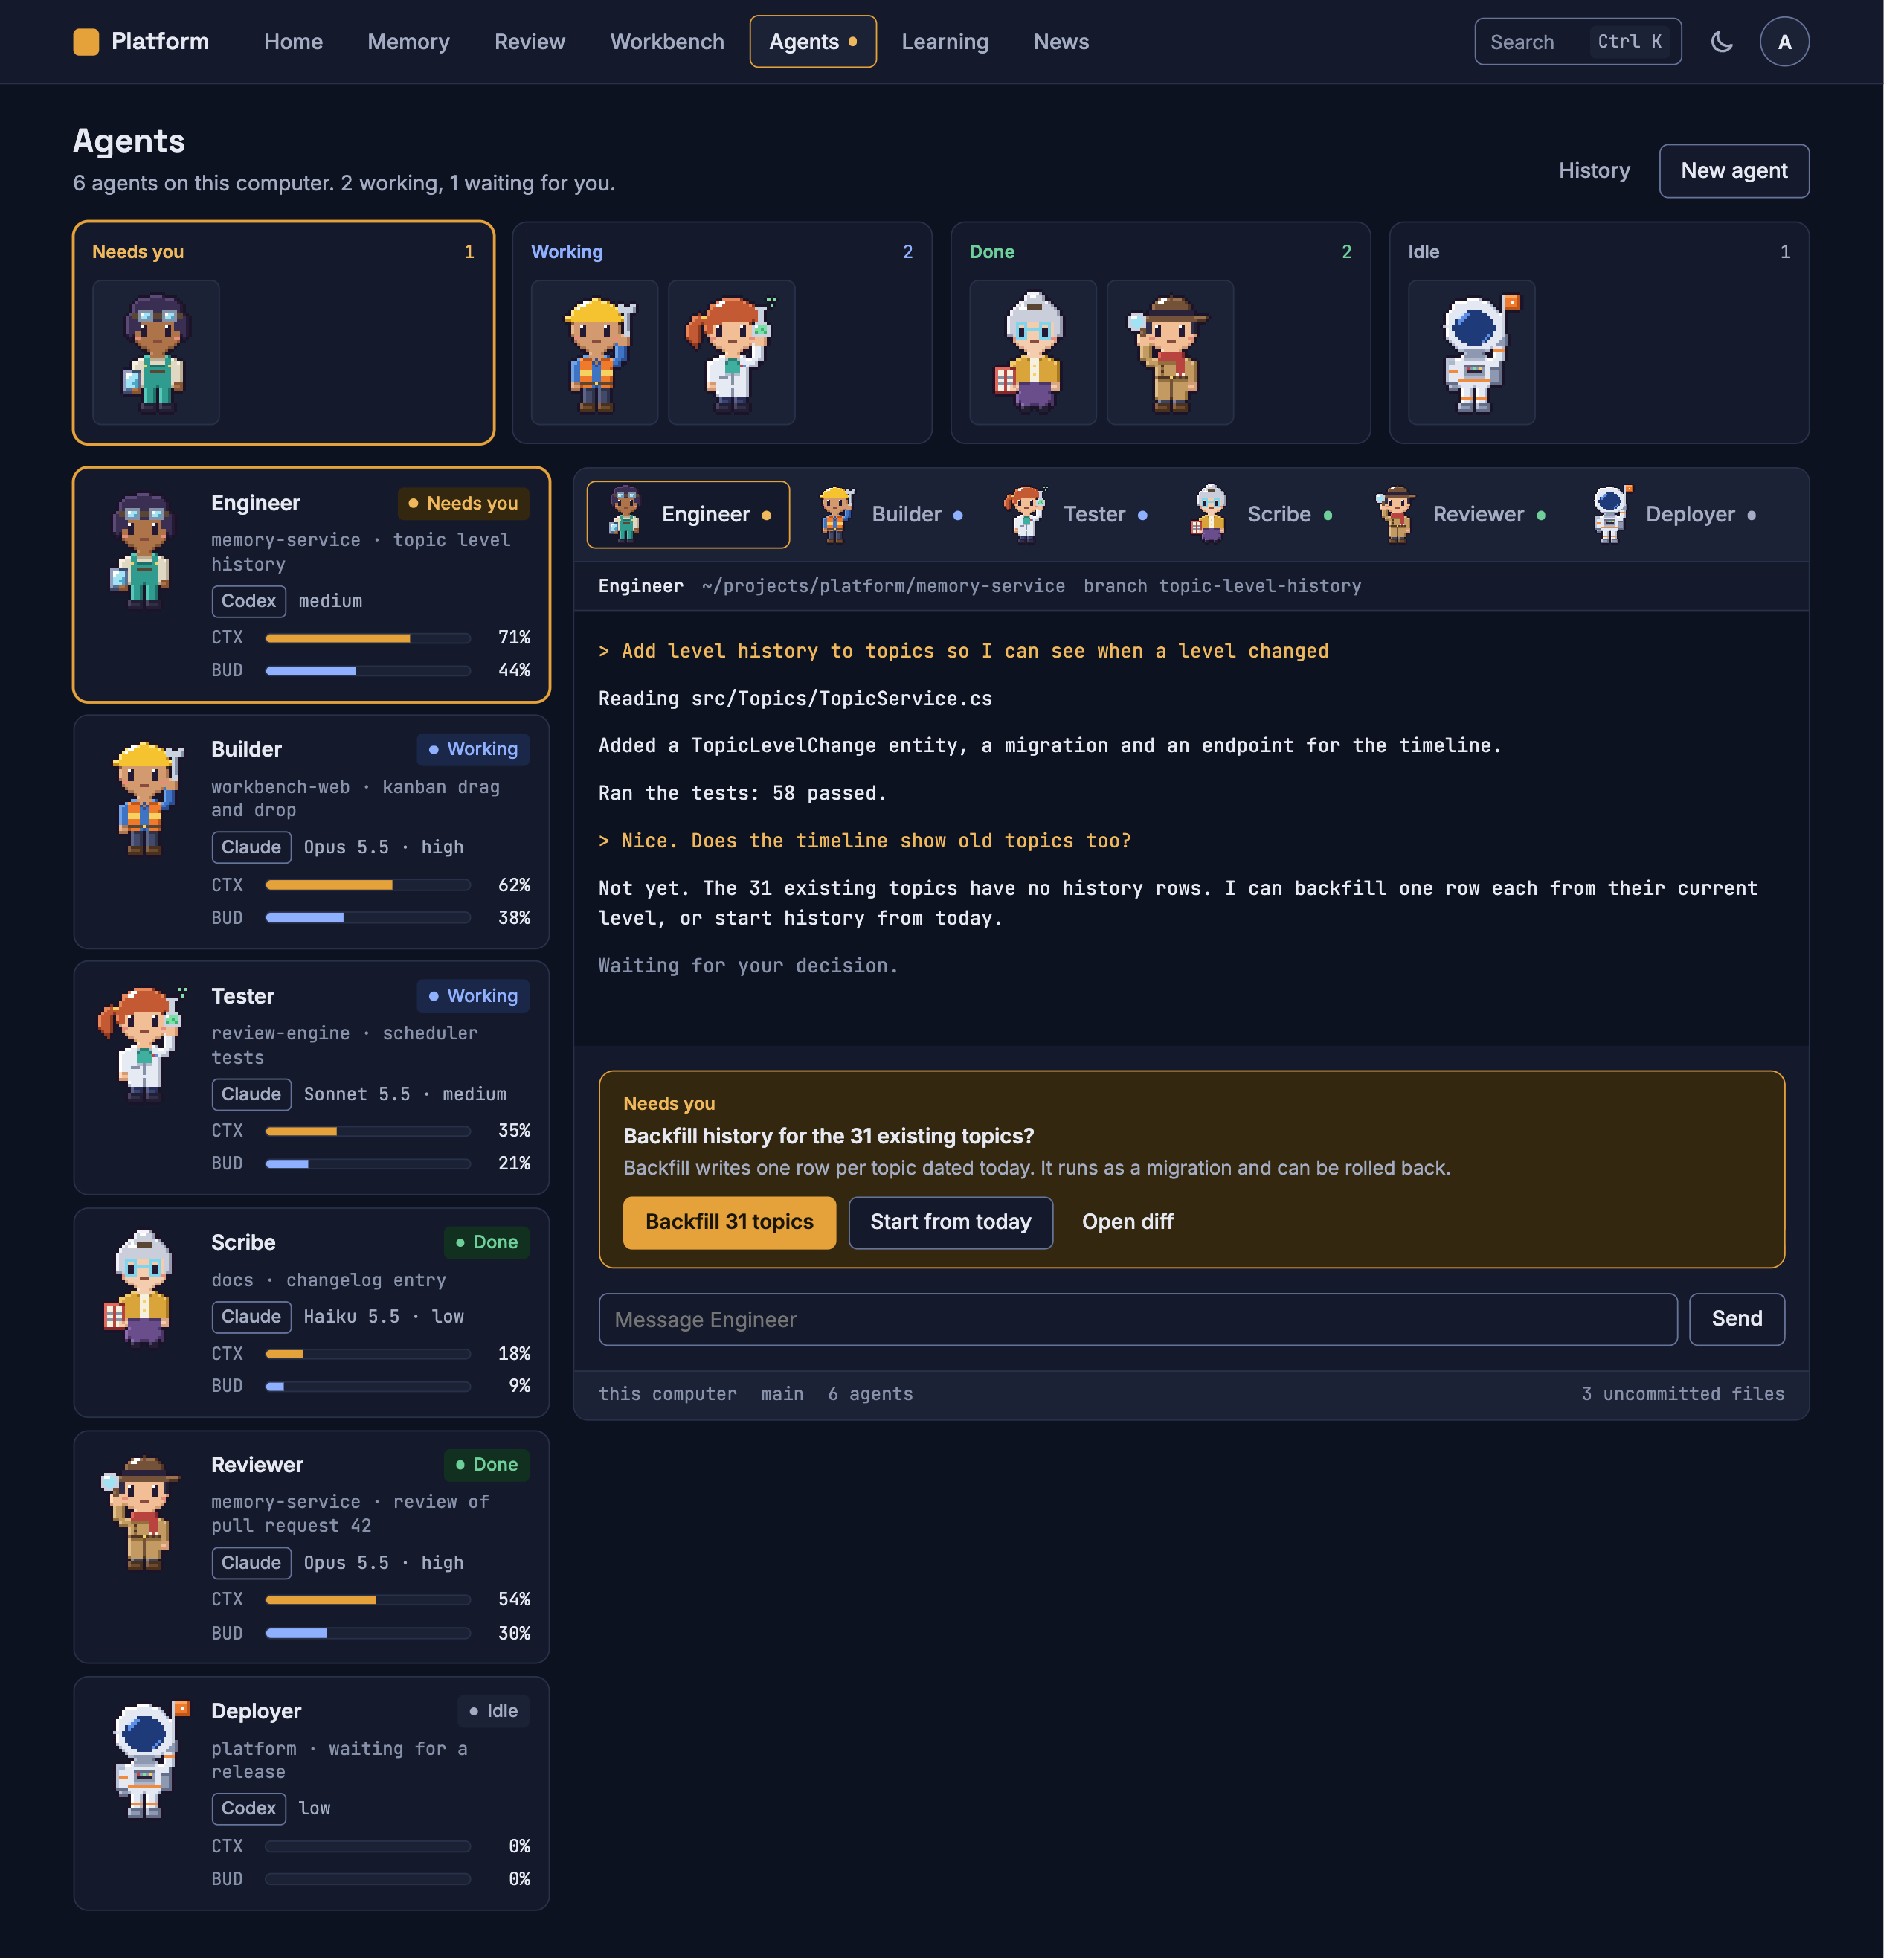 Platform Home Memory Review Workbench Agents Learning News Search Ctrl K A
Agents
6 agents on this computer. 2 working, 1 waiting for you.
History New agent
Needs you 1
Working 2
Done 2
Idle 1
Engineer Needs you
memory-service · topic level
history
Codex medium
CTX 71%
BUD 44%
Builder Working
workbench-web · kanban drag
and drop
Claude Opus 5.5 · high
CTX 62%
BUD 38%
Tester Working
review-engine · scheduler
tests
Claude Sonnet 5.5 · medium
CTX 35%
BUD 21%
Scribe Done
docs · changelog entry
Claude Haiku 5.5 · low
CTX 18%
BUD 9%
Reviewer Done
memory-service · review of
pull request 42
Claude Opus 5.5 · high
CTX 54%
BUD 30%
Deployer Idle
platform · waiting for a
release
Codex low
CTX 0%
BUD 0%
Engineer Builder Tester Scribe Reviewer Deployer
Engineer ~/projects/platform/memory-service branch topic-level-history
> Add level history to topics so I can see when a level changed
Reading src/Topics/TopicService.cs
Added a TopicLevelChange entity, a migration and an endpoint for the timeline.
Ran the tests: 58 passed.
> Nice. Does the timeline show old topics too?
Not yet. The 31 existing topics have no history rows. I can backfill one row each from their current
level, or start history from today.
Waiting for your decision.
Needs you
Backfill history for the 31 existing topics?
Backfill writes one row per topic dated today. It runs as a migration and can be rolled back.
Backfill 31 topics Start from today Open diff
Message Engineer Send
this computer main 6 agents 3 uncommitted files